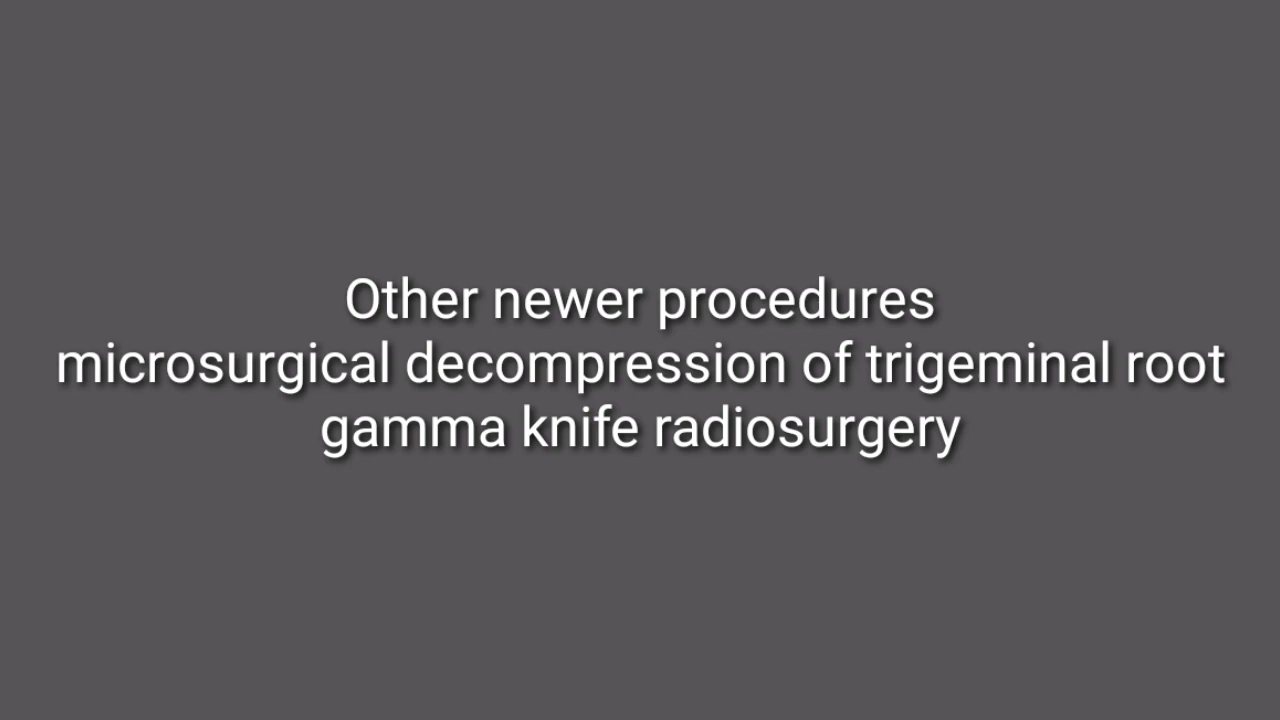 Other newer procedures
microsurgical decompression of trigeminal root
gamma knife radiosurgery